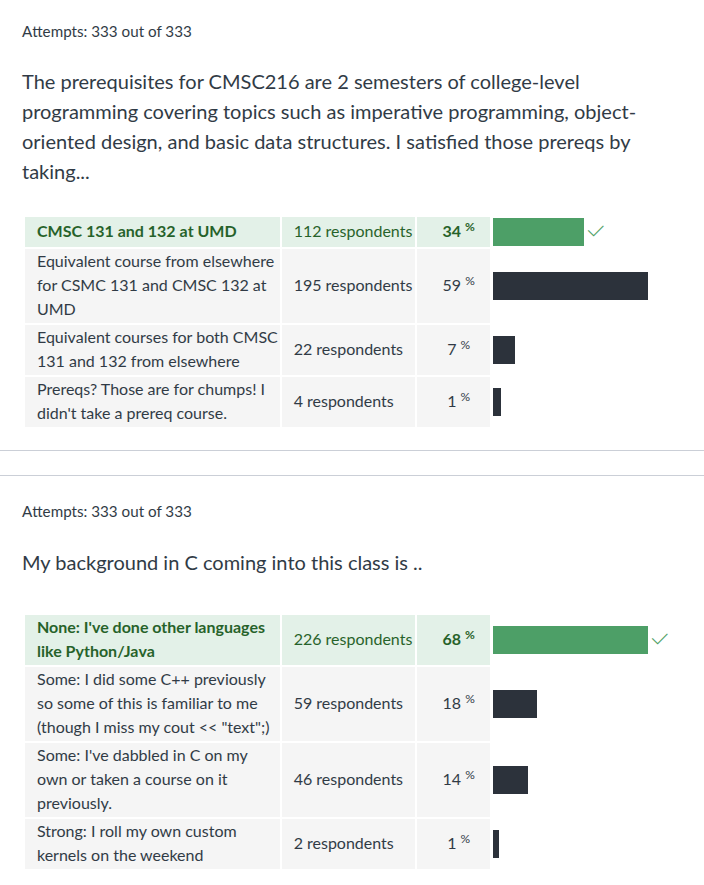 Attempts: 333 out of 333
The prerequisites for CMSC216 are 2 semesters of college-level
programming covering topics such as imperative programming, object-
oriented design, and basic data structures. I satisfied those prereqs by
taking...
CMSC 131 and 132 at UMD 112 respondents 34 %
Equivalent course from elsewhere
for CSMC 131 and CMSC 132 at 195 respondents 59 %
UMD
Equivalent courses for both CMSC
131 and 132 from elsewhere 22 respondents 7 %
Prereqs? Those are for chumps! I
didn't take a prereq course. 4 respondents 1 %
Attempts: 333 out of 333
My background in C coming into this class is ..
None: I've done other languages
like Python/Java 226 respondents 68 %
Some: I did some C++ previously
so some of this is familiar to me 59 respondents 18 %
(though I miss my cout << "text";)
Some: I've dabbled in C on my
own or taken a course on it 46 respondents 14 %
previously.
Strong: I roll my own custom
kernels on the weekend 2 respondents 1 %